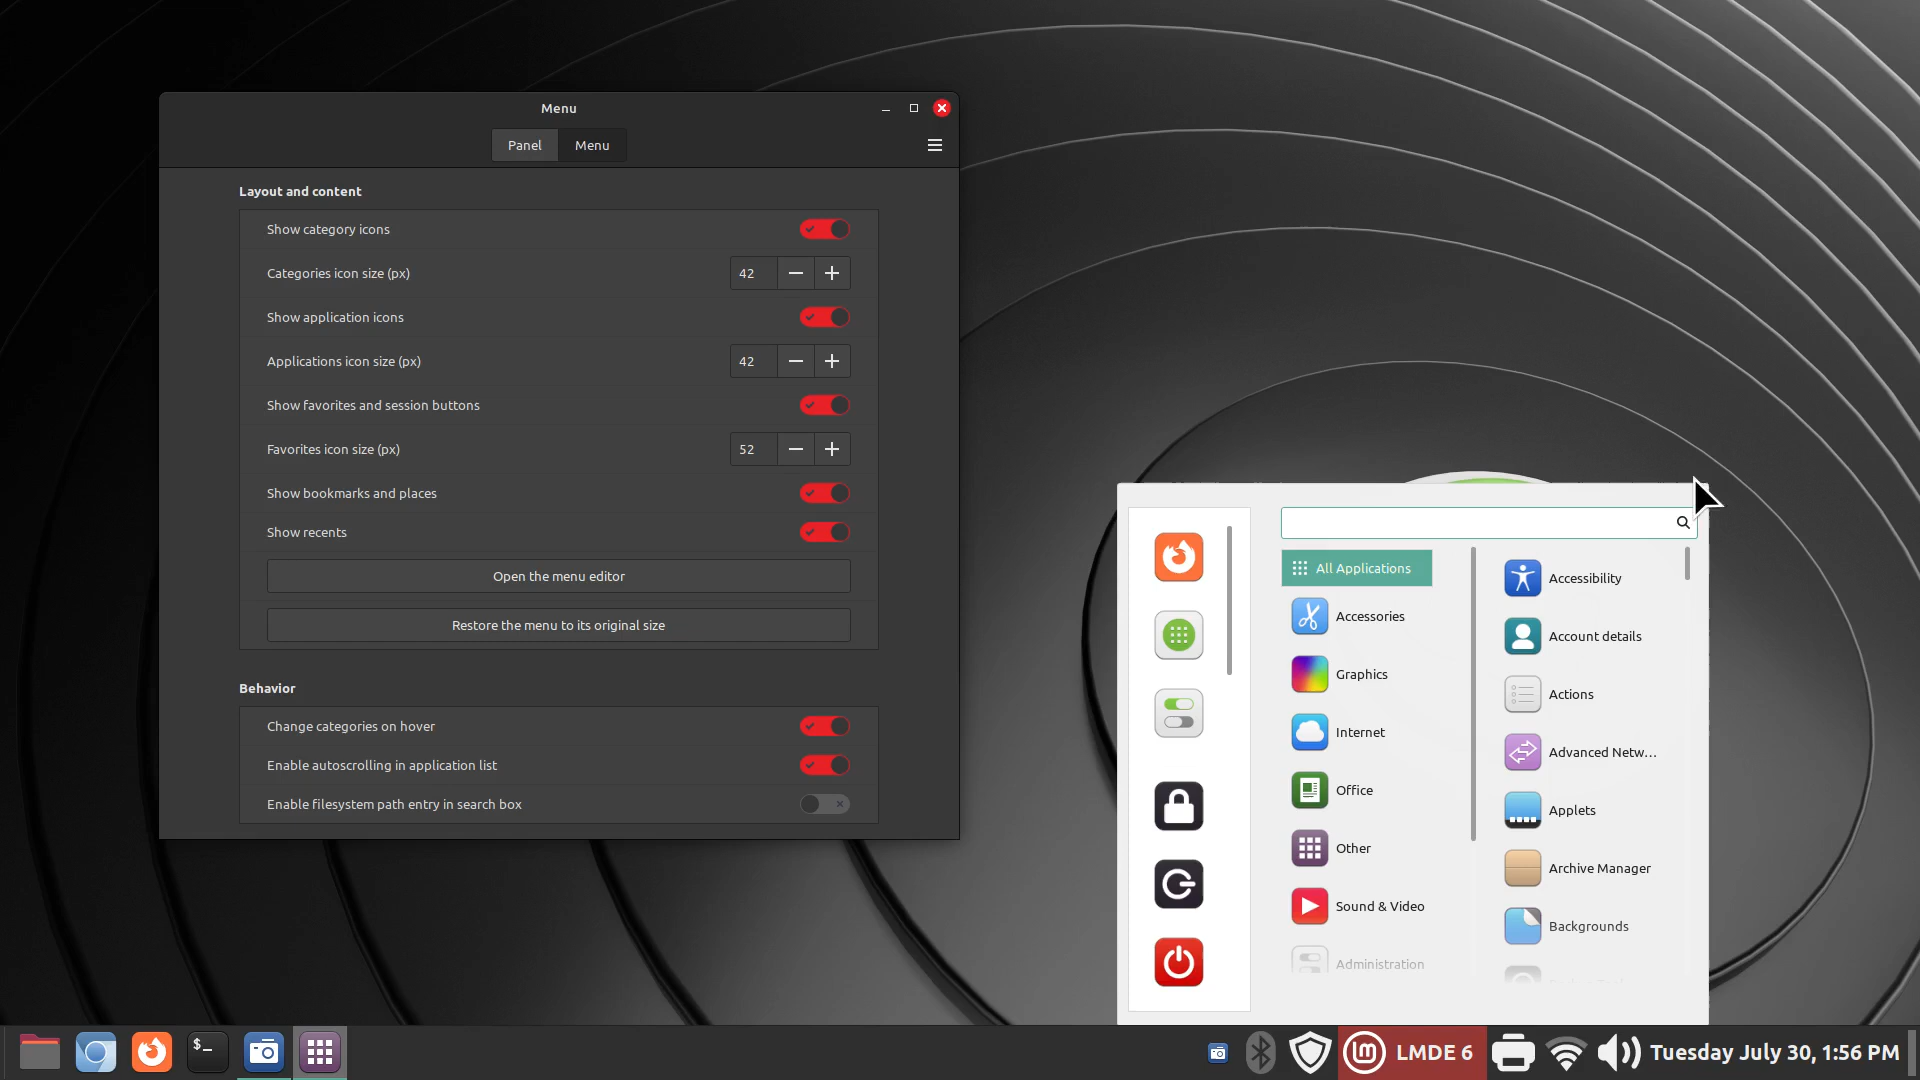 Menu
Panel Menu
Layout and content
Show category icons
Categories icon size (px) 42
Show application icons
Applications icon size (px) 42
Show favorites and session buttons
Favorites icon size (px) 52
Show bookmarks and places
Show recents
Open the menu editor
Restore the menu to its original size
Behavior
Change categories on hover
Enable autoscrolling in application list
Enable filesystem path entry in search box
All Applications
Accessories
Graphics
Internet
Office
Other
Sound & Video
Administration
Accessibility
Account details
Actions
Advanced Netw...
Applets
Archive Manager
Backgrounds
$_
LMDE 6
Tuesday July 30, 1:56 PM